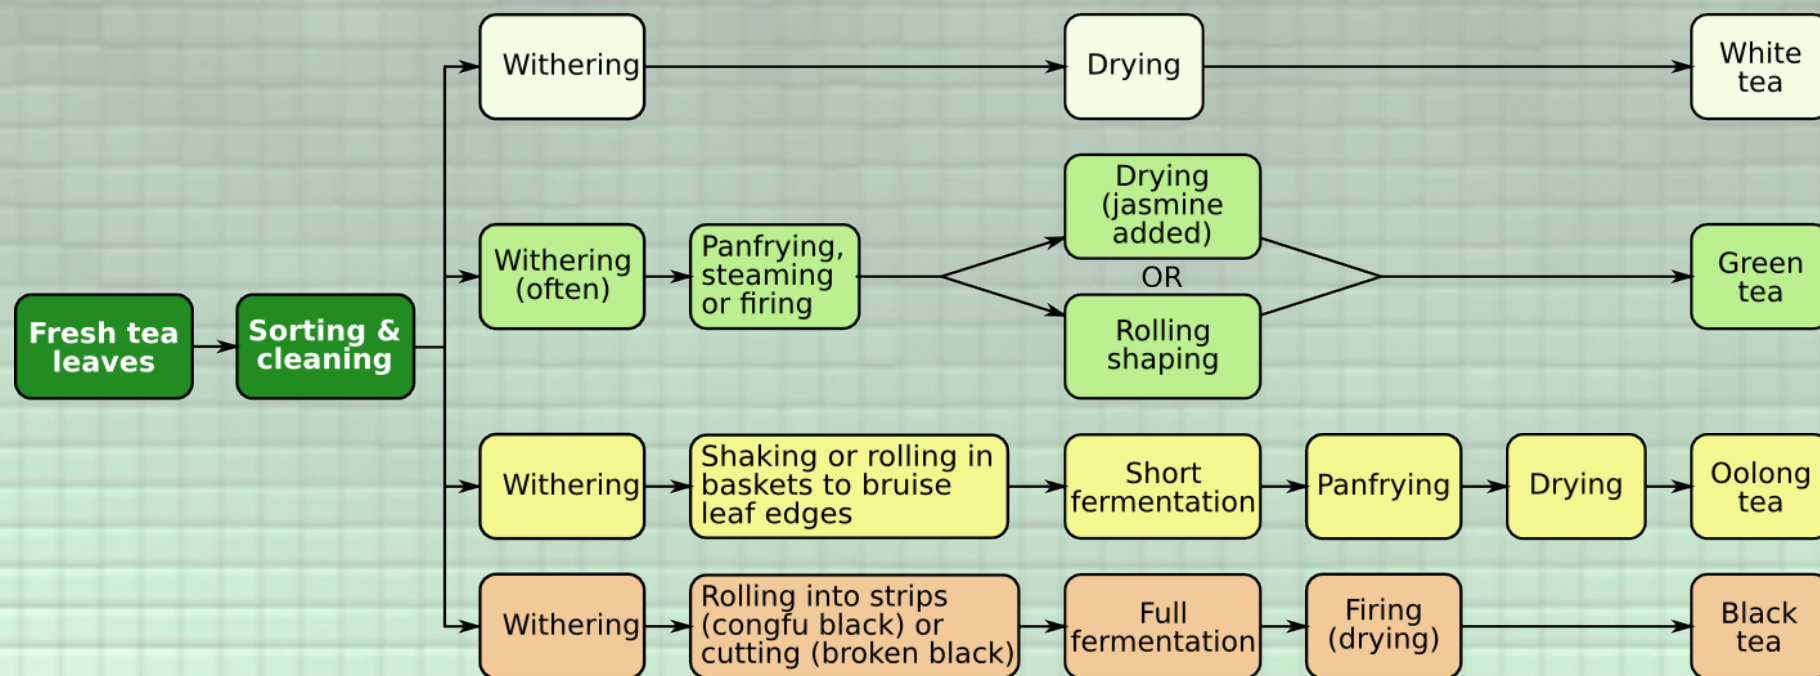 Withering
Drying
White
tea
Drying
(jasmine
added)
Withering
(often)
Panfrying,
steaming
or firing
OR
Green
tea
Rolling
shaping
Fresh tea
leaves
Sorting &
cleaning
Withering
Shaking or rolling in
baskets to bruise
leaf edges
Short
fermentation
Panfrying
Drying
Oolong
tea
Withering
Rolling into strips
(congfu black) or
cutting (broken black)
Full
fermentation
Firing
(drying)
Black
tea